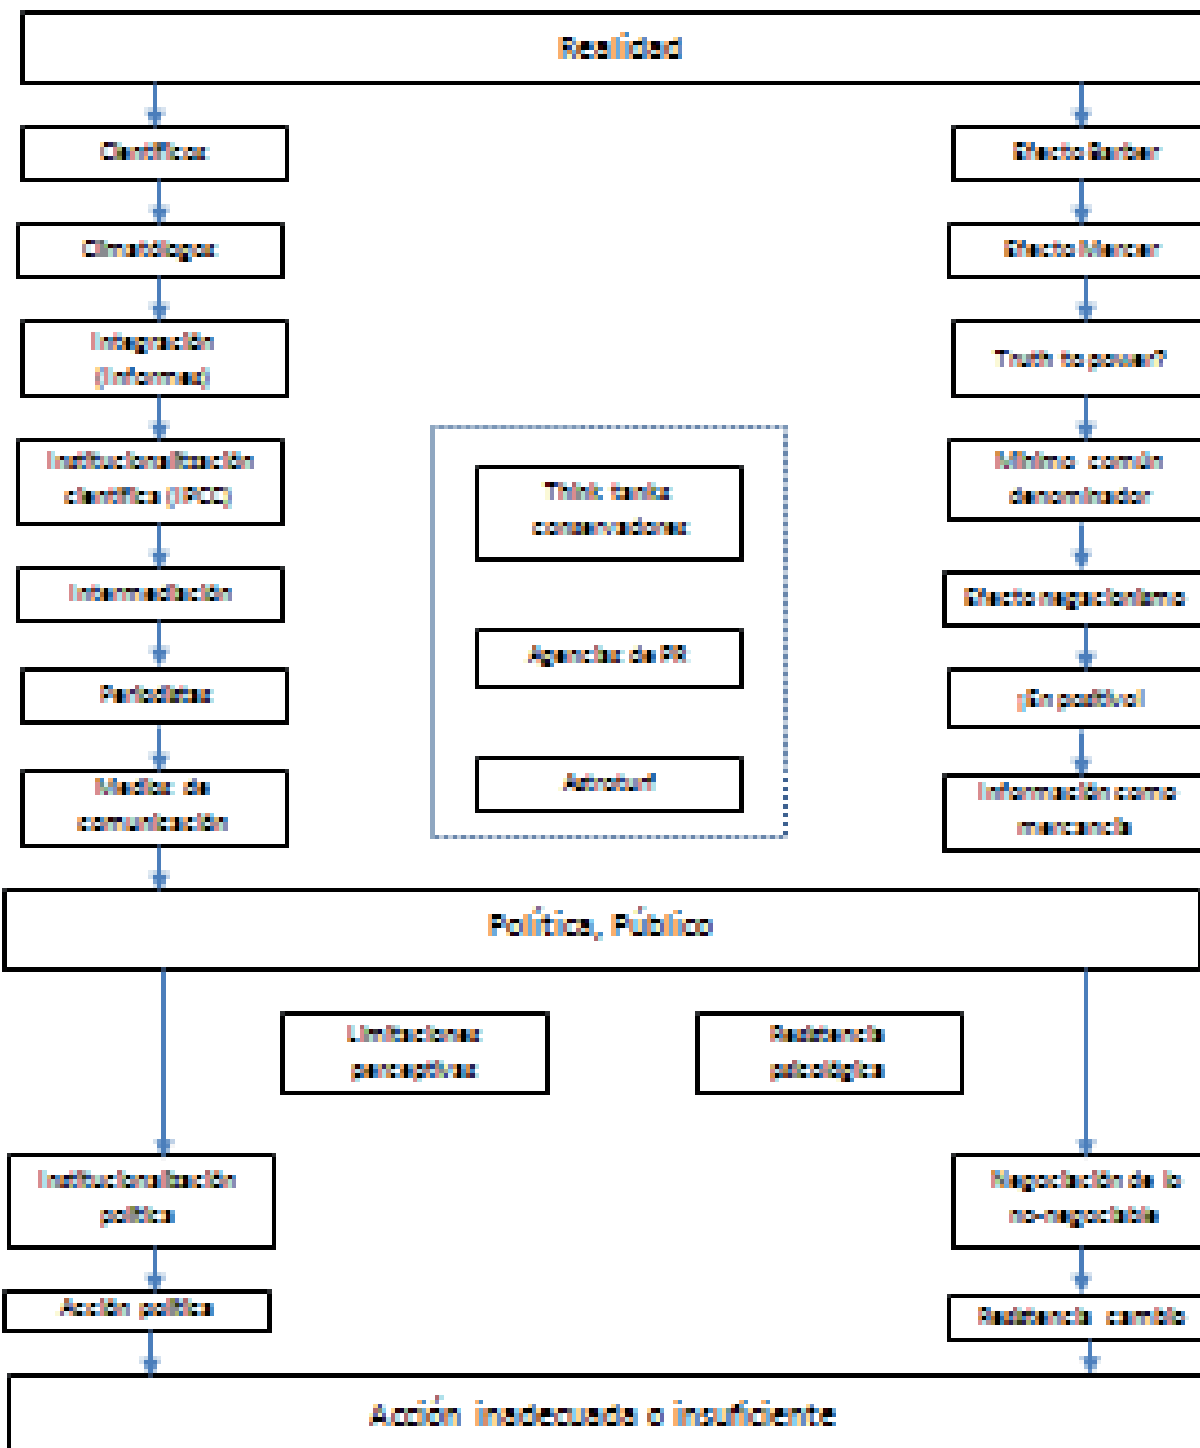 Realidad
Científicos
Efecto Barber
Climatólogos
Efecto Mercer
Integración
(Informes)
Truth to power?
Institucionalización
científica (IPCC)
Mínimo común
denominador
Think tanks
conservadores
Intermediación
Efecto negacionismo
Agencias de PR
Periodistas
¡En positivo!
Astroturf
Medios de
comunicación
Información como
mercancía
Política, Público
Limitaciones
perceptivas
Resistencia
psicológica
Institucionalización
política
Negociación de lo
no-negociable
Acción política
Resistencia cambio
Acción inadecuada o insuficiente